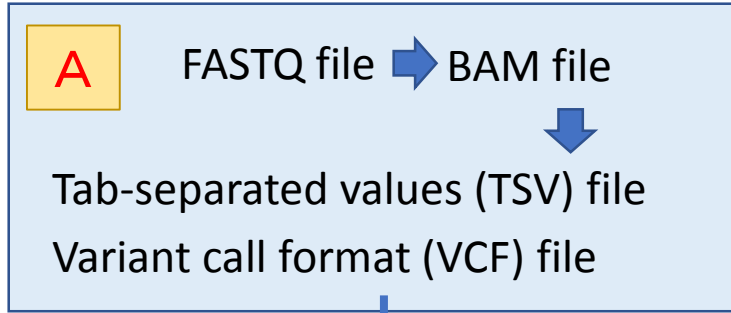 A
FASTQ file BAM file
Tab-separated values (TSV) file
Variant call format (VCF) file